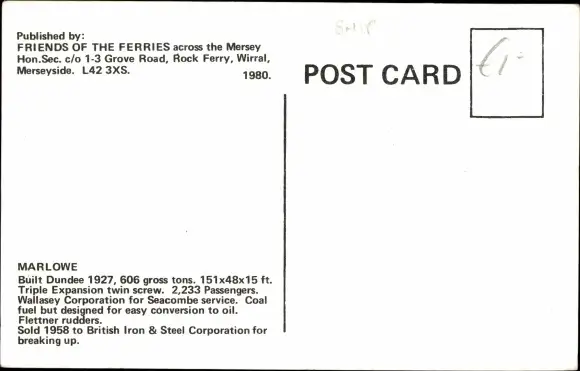 Published by:
FRIENDS OF THE FERRIES across the Mersey
Hon.Sec. c/o 1-3 Grove Road, Rock Ferry, Wirral,
Merseyside. L42 3XS.
1980.
SHIP
POST CARD
£1-
MARLOWE
Built Dundee 1927, 606 gross tons. 151x48x15 ft.
Triple Expansion twin screw. 2,233 Passengers.
Wallasey Corporation for Seacombe service. Coal
fuel but designed for easy conversion to oil.
Flettner rudders.
Sold 1958 to British Iron & Steel Corporation for
breaking up.